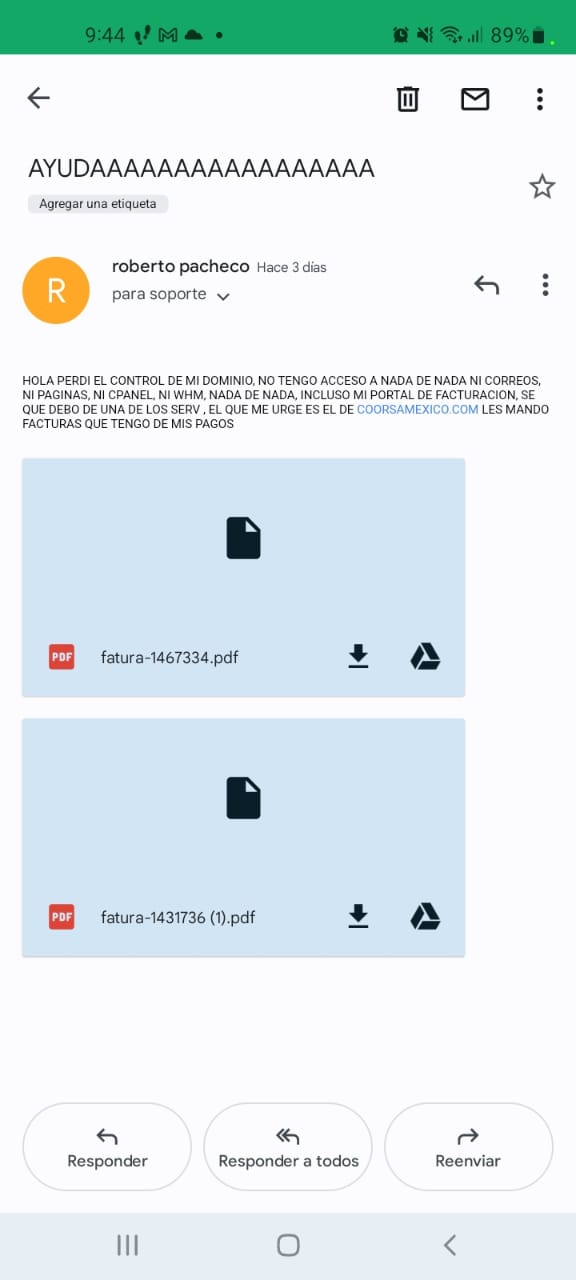 9:44
89%
AYUDAAAAAAAAAAAAAAAAAA
Agregar una etiqueta
R
roberto pacheco Hace 3 días
para soporte
HOLA PERDI EL CONTROL DE MI DOMINIO, NO TENGO ACCESO A NADA DE NADA NI CORREOS,
NI PAGINAS, NI CPANEL, NI WHM, NADA DE NADA, INCLUSO MI PORTAL DE FACTURACION, SE
QUE DEBO DE UNA DE LOS SERV , EL QUE ME URGE ES EL DE COORSAMEXICO.COM LES MANDO
FACTURAS QUE TENGO DE MIS PAGOS
PDF fatura-1467334.pdf
PDF fatura-1431736 (1).pdf
Responder
Responder a todos
Reenviar